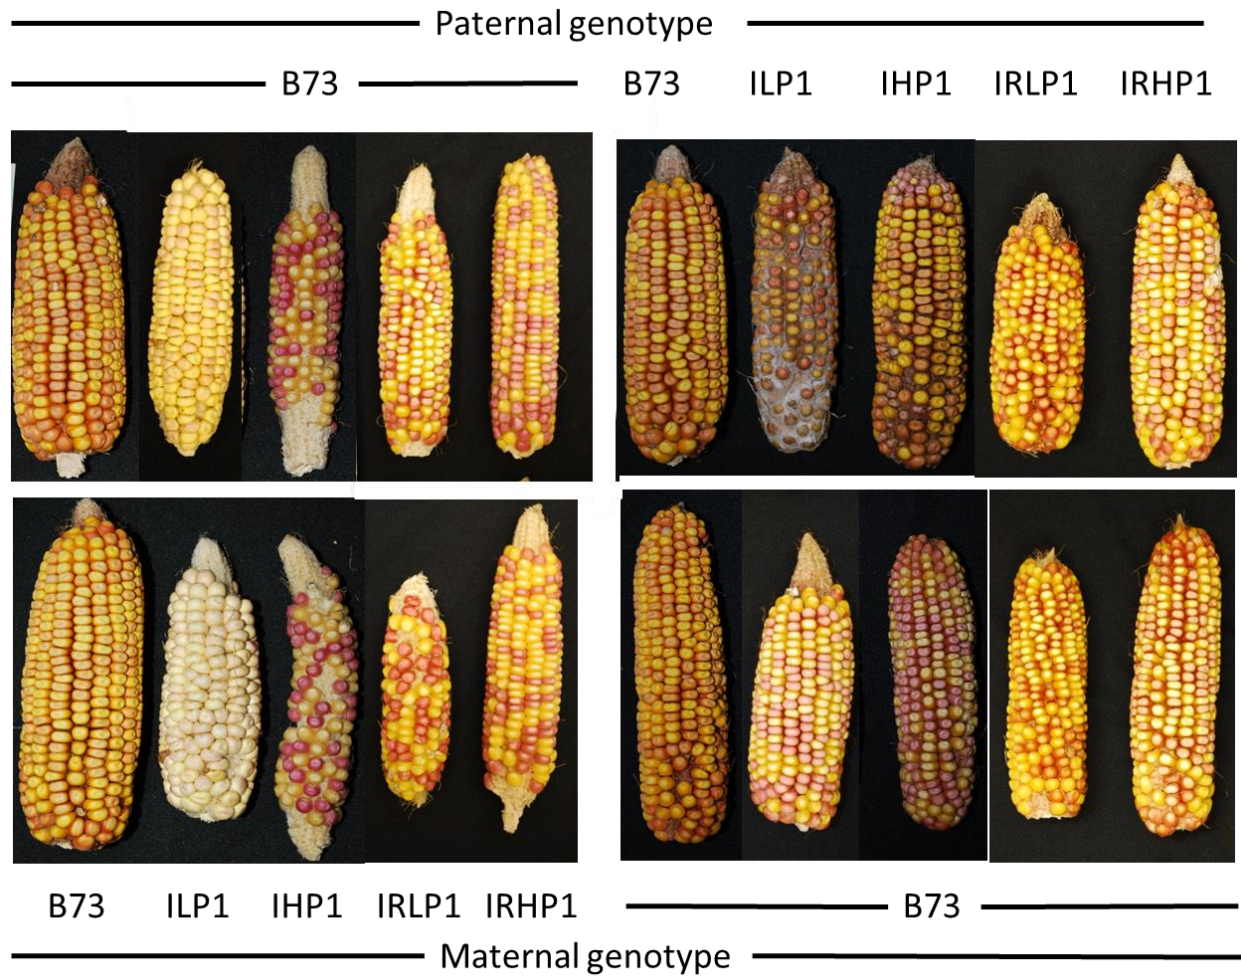 Paternal genotype
B73 B73 ILP1 IHP1 IRLP1 IRHP1
B73 ILP1 IHP1 IRLP1 IRHP1 B73
Maternal genotype